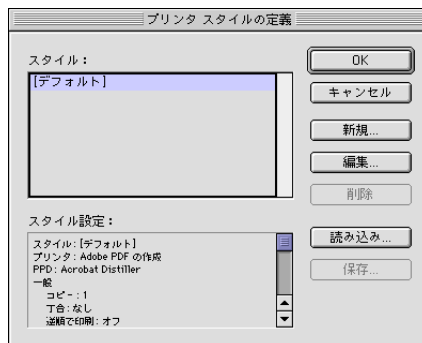 プリンタ スタイルの定義
スタイル：
[デフォルト]
OK
キャンセル
新規...
編集...
削除
スタイル設定：
スタイル：[デフォルト]
プリンタ：Adobe PDF の作成
PPD：Acrobat Distiller
一般
コピー：1
丁合：なし
逆順で印刷：オフ
読み込み...
保存...